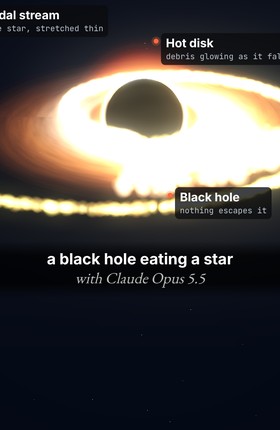 dal stream
e star, stretched thin
Hot disk
debris glowing as it fal
Black hole
nothing escapes it
a black hole eating a star
with Claude Opus 5.5